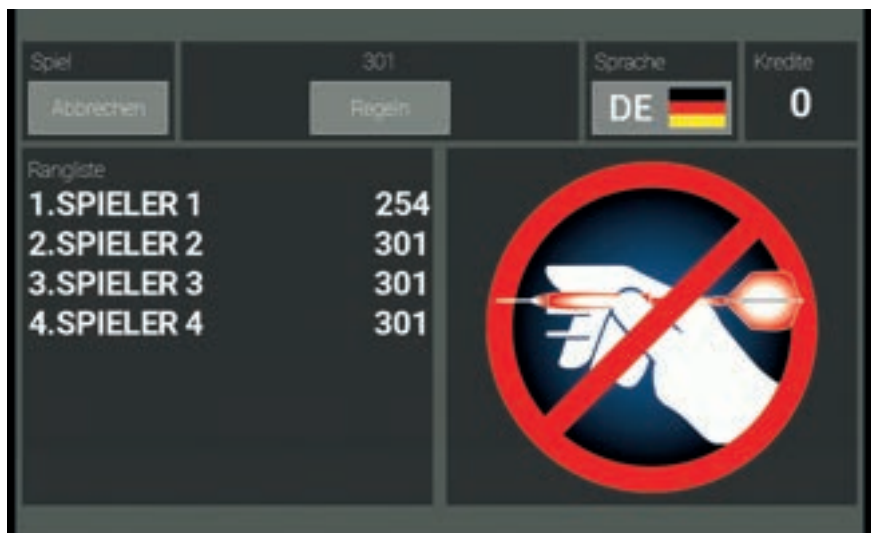 Spiel
Abbrechen
301
Regeln
Sprache
DE
Kredite
0
Rangliste
1.SPIELER 1 254
2.SPIELER 2 301
3.SPIELER 3 301
4.SPIELER 4 301